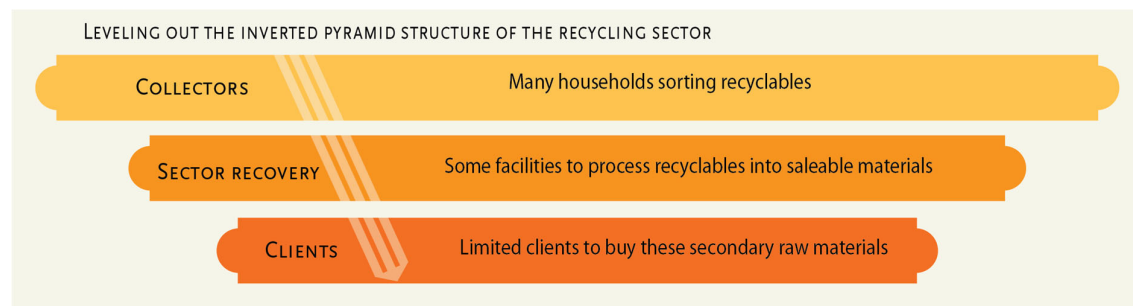 LEVELING OUT THE INVERTED PYRAMID STRUCTURE OF THE RECYCLING SECTOR
COLLECTORS Many households sorting recyclables
SECTOR RECOVERY Some facilities to process recyclables into saleable materials
CLIENTS Limited clients to buy these secondary raw materials